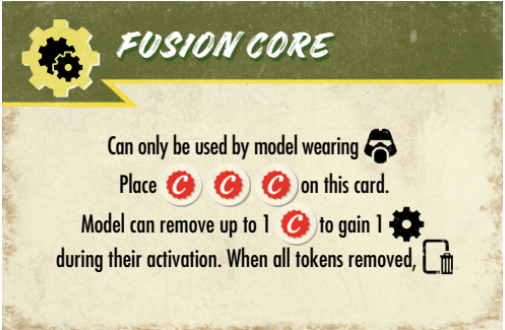 FUSION CORE
Can only be used by model wearing
Place C C C on this card.
Model can remove up to 1 C to gain 1
during their activation. When all tokens removed,